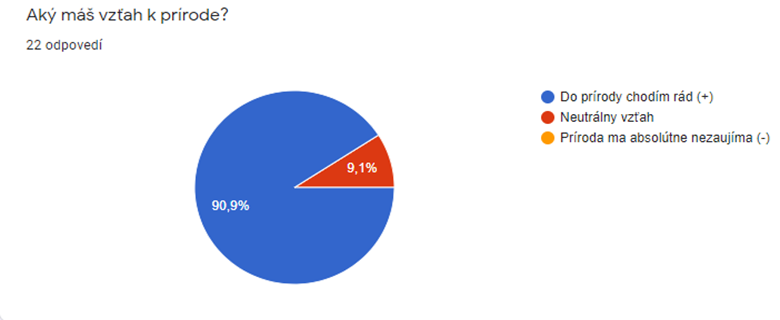 Aký máš vzťah k prírode?
22 odpovedí
Do prírody chodím rád (+)
Neutrálny vzťah
Príroda ma absolútne nezaujíma (-)
9,1%
90,9%